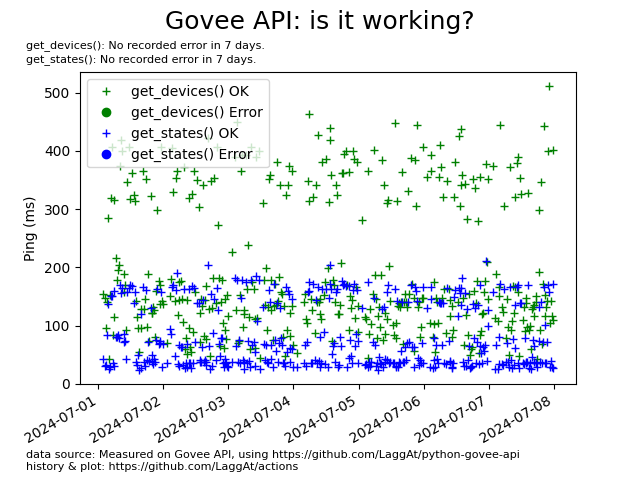 Govee API: is it working?
get_devices(): No recorded error in 7 days.
get_states(): No recorded error in 7 days.
get_devices() OK
get_devices() Error
get_states() OK
get_states() Error
Ping (ms)
500
400
300
200
100
0
2024-07-01
2024-07-02
2024-07-03
2024-07-04
2024-07-05
2024-07-06
2024-07-07
2024-07-08
data source: Measured on Govee API, using https://github.com/LaggAt/python-govee-api
history & plot: https://github.com/LaggAt/actions